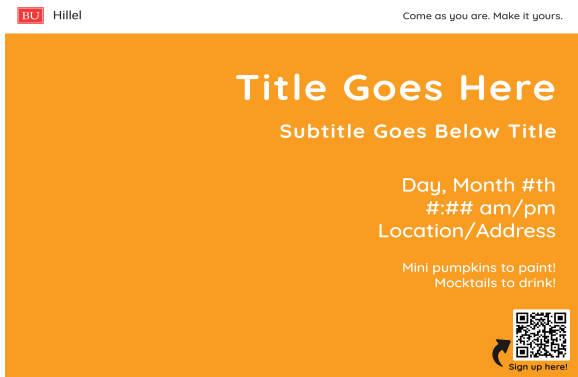 BU Hillel
Come as you are. Make it yours.
Title Goes Here
Subtitle Goes Below Title
Day, Month #th
#:## am/pm
Location/Address
Mini pumpkins to paint!
Mocktails to drink!
Sign up here!